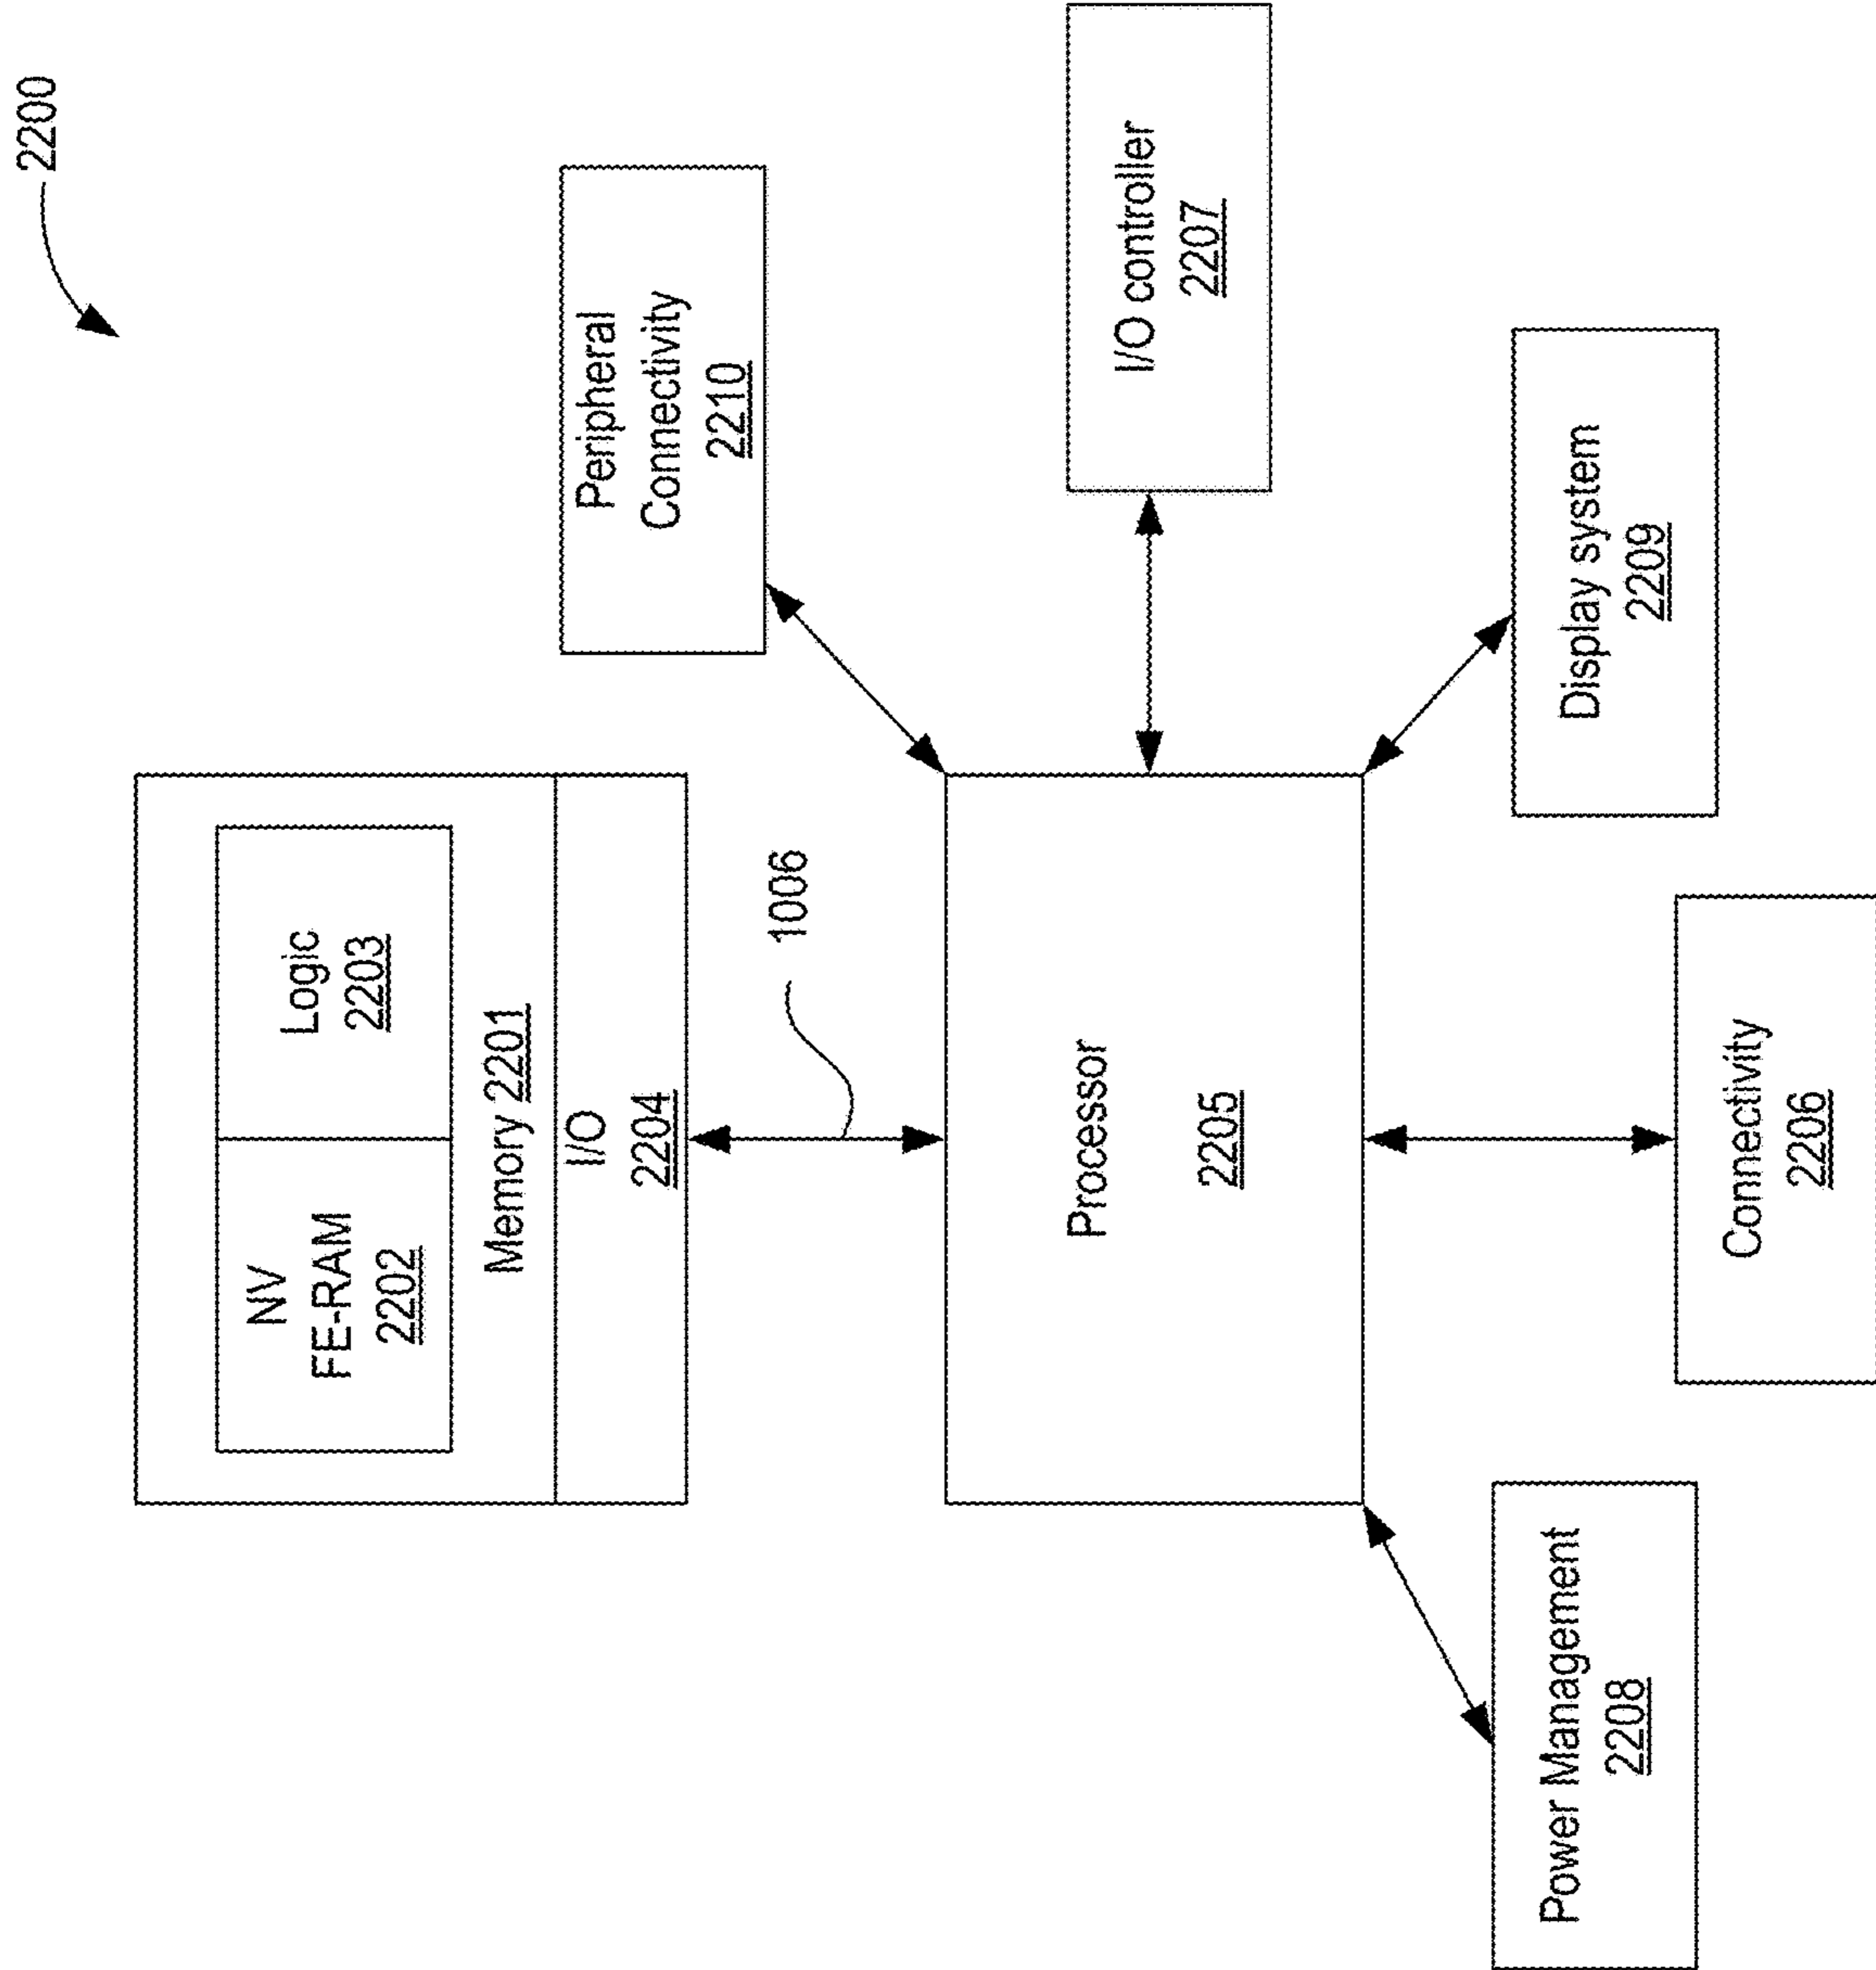 2200
NV
FE-RAM
2202
Logic
2203
Memory 2201
I/O
2204
1006
Peripheral
Connectivity
2210
Processor
2205
I/O controller
2207
Power Management
2208
Connectivity
2206
Display system
2209